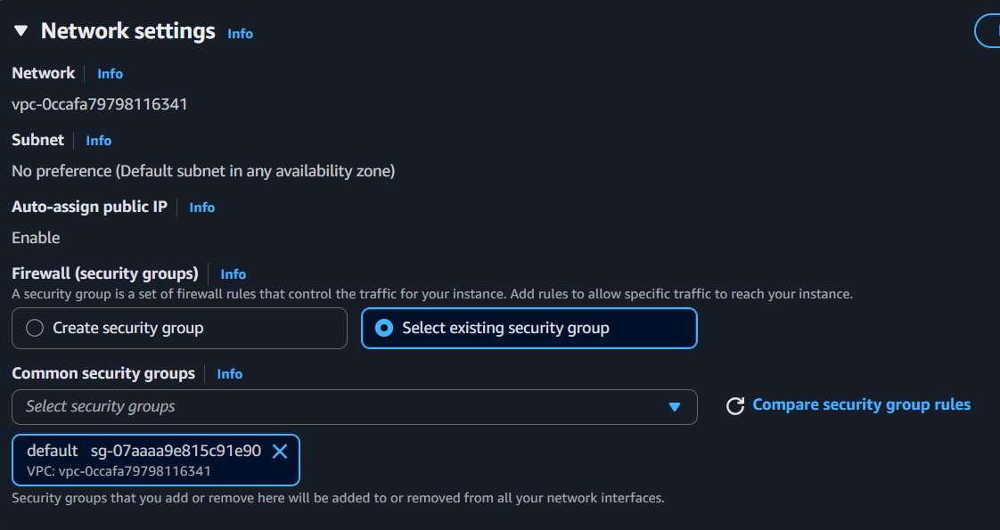 Network settings Info
Network Info
vpc-0ccafa79798116341
Subnet Info
No preference (Default subnet in any availability zone)
Auto-assign public IP Info
Enable
Firewall (security groups) Info
A security group is a set of firewall rules that control the traffic for your instance. Add rules to allow specific traffic to reach your instance.
Create security group Select existing security group
Common security groups Info
Select security groups Compare security group rules
default sg-07aaaa9e815c91e90
VPC: vpc-0ccafa79798116341
Security groups that you add or remove here will be added to or removed from all your network interfaces.